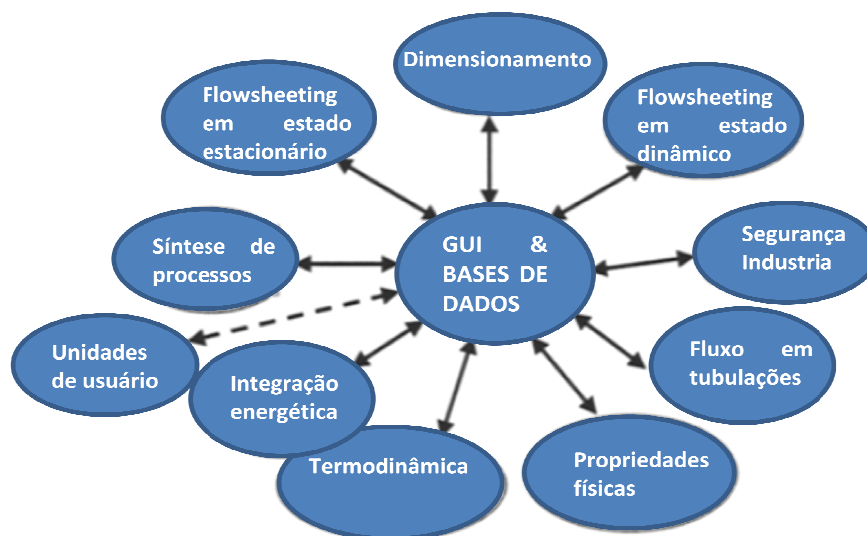 Dimensionamento
Flowsheeting
em estado
estacionário
Flowsheeting
em estado
dinâmico
GUI &
BASES DE
DADOS
Síntese de
processos
Segurança
Industria
Unidades
de usuário
Integração
energética
Fluxo em
tubulações
Termodinâmica
Propriedades
físicas